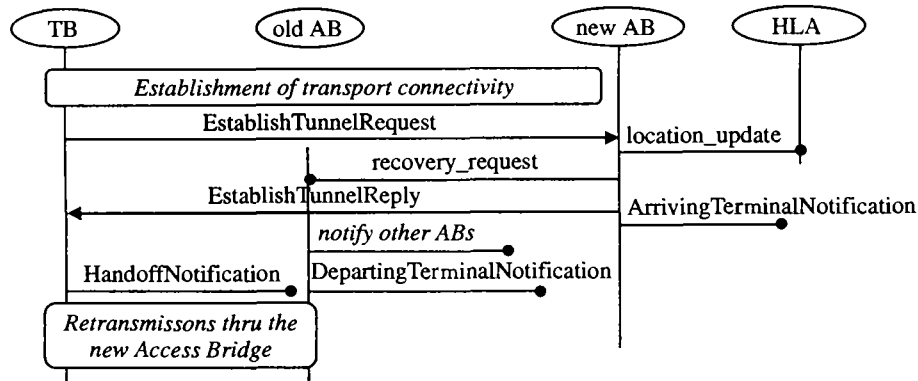 TB
old AB
new AB
HLA
Establishment of transport connectivity
EstablishTunnelRequest
location_update
recovery_request
EstablishTunnelReply
ArrivingTerminalNotification
notify other ABs
HandoffNotification
DepartingTerminalNotification
Retransmissons thru the
new Access Bridge